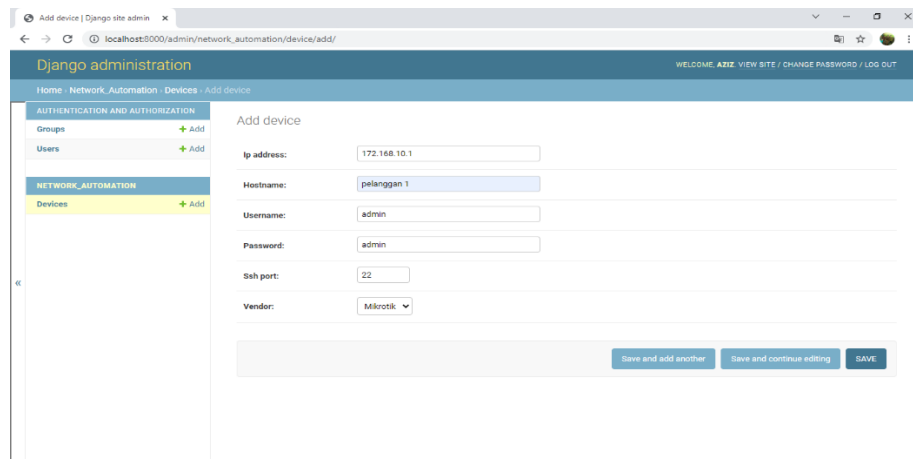 Add device | Django site admin
localhost:8000/admin/network_automation/device/add/
Django administration
WELCOME, AZIZ. VIEW SITE / CHANGE PASSWORD / LOG OUT
Home › Network_Automation › Devices › Add device
AUTHENTICATION AND AUTHORIZATION
Groups + Add
Users + Add
NETWORK_AUTOMATION
Devices + Add
«
Add device
Ip address: 172.168.10.1
Hostname: pelanggan 1
Username: admin
Password: admin
Ssh port: 22
Vendor: Mikrotik
Save and add another Save and continue editing SAVE